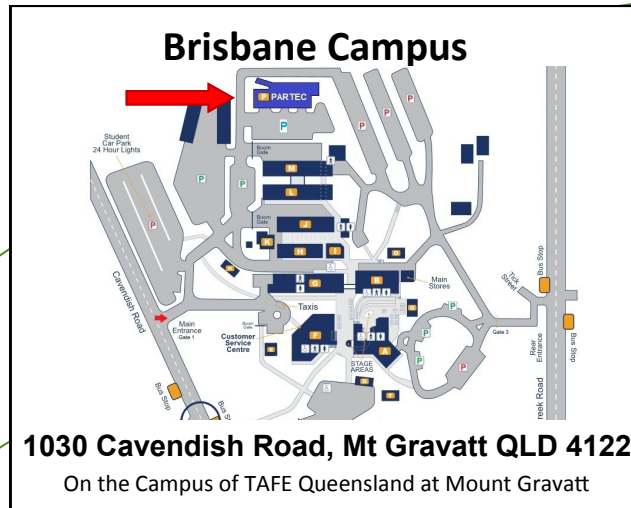 Brisbane Campus
P PARTEC
P
Student
Car Park
24 Hour Lights
P
P
P
P
P
P
P
Boom
Gate
M
L
Boom
Gate
J
K
H
I
O
N
G
B
Main
Stores
Cavendish Road
Main
Entrance
Gate 1
Taxis
Boom
Gate
Customer
Service
Centre
F
E
STAGE
AREAS
A
D
T
P
P
P
P
Gate 3
Tick
Street
Bus Stop
Rear
Entrance
Bus Stop
reek Road
Bus Stop
1030 Cavendish Road, Mt Gravatt QLD 4122
On the Campus of TAFE Queensland at Mount Gravatt